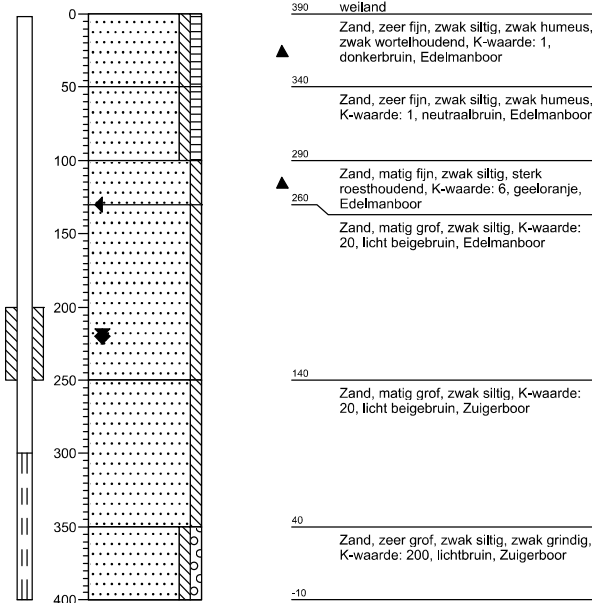 0
50
100
150
200
250
300
350
400
390 weiland
Zand, zeer fijn, zwak siltig, zwak humeus,
zwak wortelhoudend, K-waarde: 1,
donkerbruin, Edelmanboor
340
Zand, zeer fijn, zwak siltig, zwak humeus,
K-waarde: 1, neutraalbruin, Edelmanboor
290
Zand, matig fijn, zwak siltig, sterk
roesthoudend, K-waarde: 6, geeloranje,
Edelmanboor
260
Zand, matig grof, zwak siltig, K-waarde:
20, licht beigebruin, Edelmanboor
140
Zand, matig grof, zwak siltig, K-waarde:
20, licht beigebruin, Zuigerboor
40
Zand, zeer grof, zwak siltig, zwak grindig,
K-waarde: 200, lichtbruin, Zuigerboor
-10